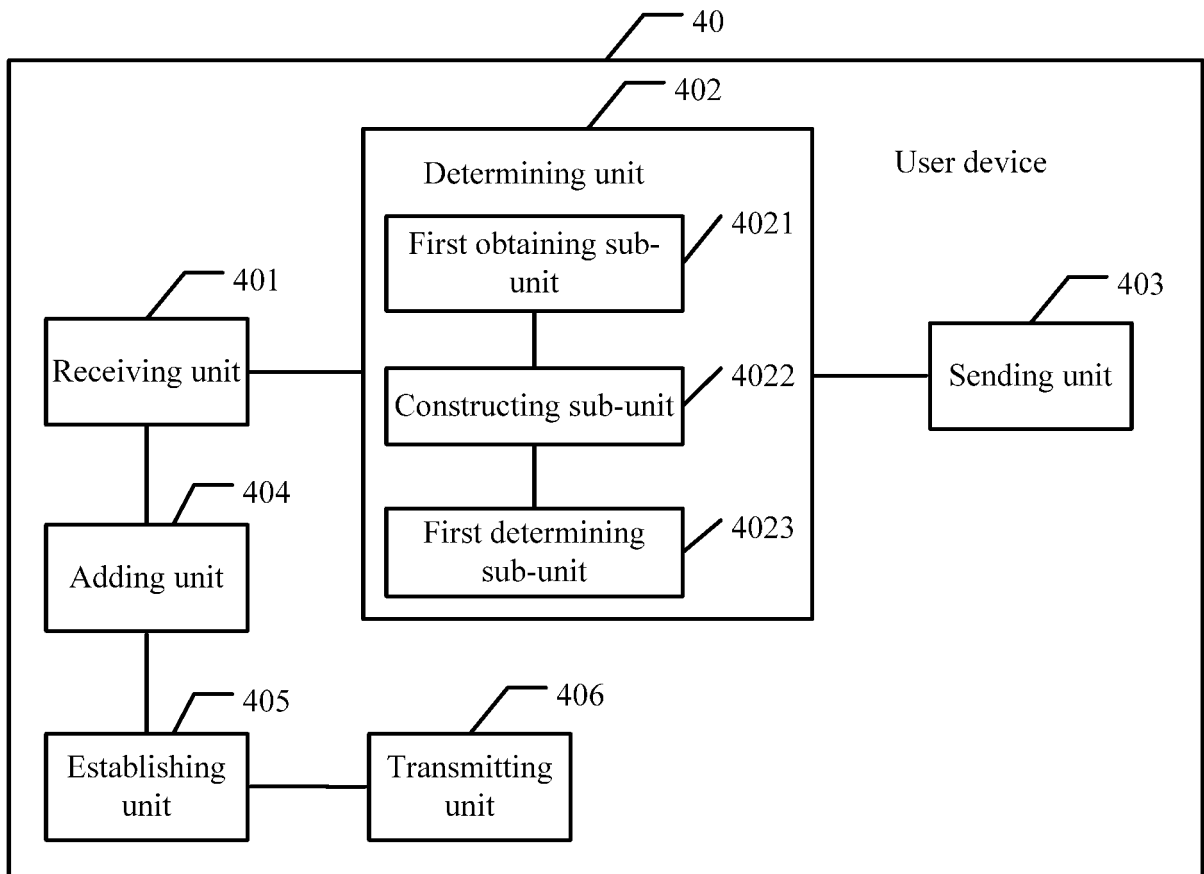 40
402
User device
Determining unit
4021
First obtaining sub-
unit
401
403
Receiving unit
4022
Constructing sub-unit
Sending unit
404
4023
First determining
sub-unit
Adding unit
405
406
Establishing
unit
Transmitting
unit